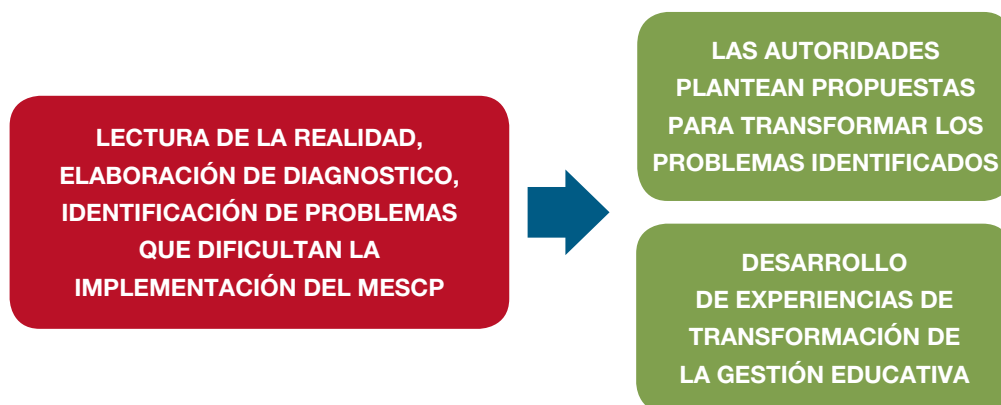 LECTURA DE LA REALIDAD,
ELABORACIÓN DE DIAGNOSTICO,
IDENTIFICACIÓN DE PROBLEMAS
QUE DIFICULTAN LA
IMPLEMENTACIÓN DEL MESCP
LAS AUTORIDADES
PLANTEAN PROPUESTAS
PARA TRANSFORMAR LOS
PROBLEMAS IDENTIFICADOS
DESARROLLO
DE EXPERIENCIAS DE
TRANSFORMACIÓN DE
LA GESTIÓN EDUCATIVA